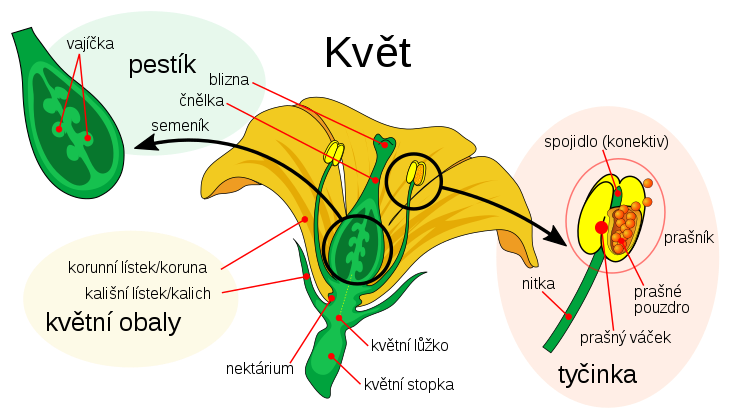 Květ
vajíčka
pestík
blizna
čnělka
semeník
spojidlo (konektiv)
prašník
korunní lístek/koruna
kališní lístek/kalich
květní obaly
nitka
prašné
pouzdro
prašný váček
tyčinka
květní lůžko
nektárium
květní stopka